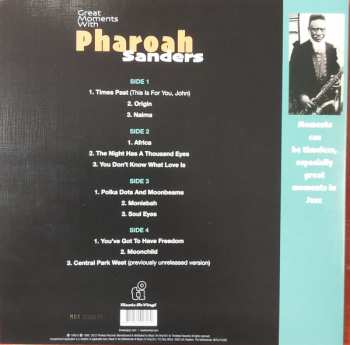 Great
Moments
With
Pharoah
Sanders
SIDE 1
1. Times Past (This Is For You, John)
2. Origin
3. Naima
SIDE 2
1. Africa
2. The Night Has A Thousand Eyes
3. You Don't Know What Love Is
SIDE 3
1. Polka Dots And Moonbeams
2. Moniebah
3. Soul Eyes
SIDE 4
1. You've Got To Have Freedom
2. Moonchild
3. Central Park West (previously unreleased version)
Moments
can
be timeless,
especially
great
moments in
Jazz
Music On Vinyl